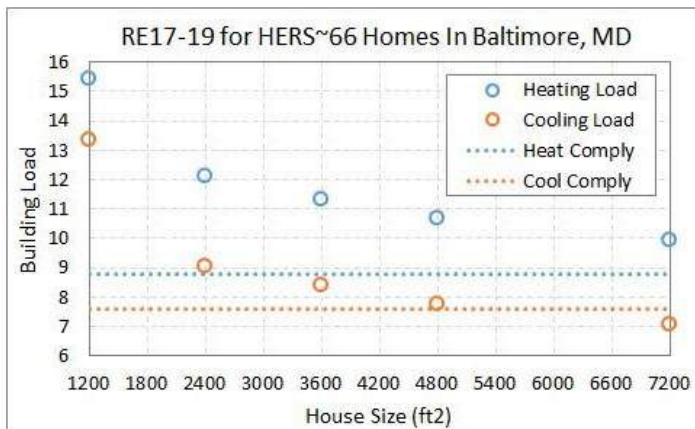 RE17-19 for HERS~66 Homes In Baltimore, MD
16
15
14
13
12
11
10
9
8
7
6
Building Load
Heating Load
Cooling Load
Heat Comply
Cool Comply
1200 1800 2400 3000 3600 4200 4800 5400 6000 6600 7200
House Size (ft2)